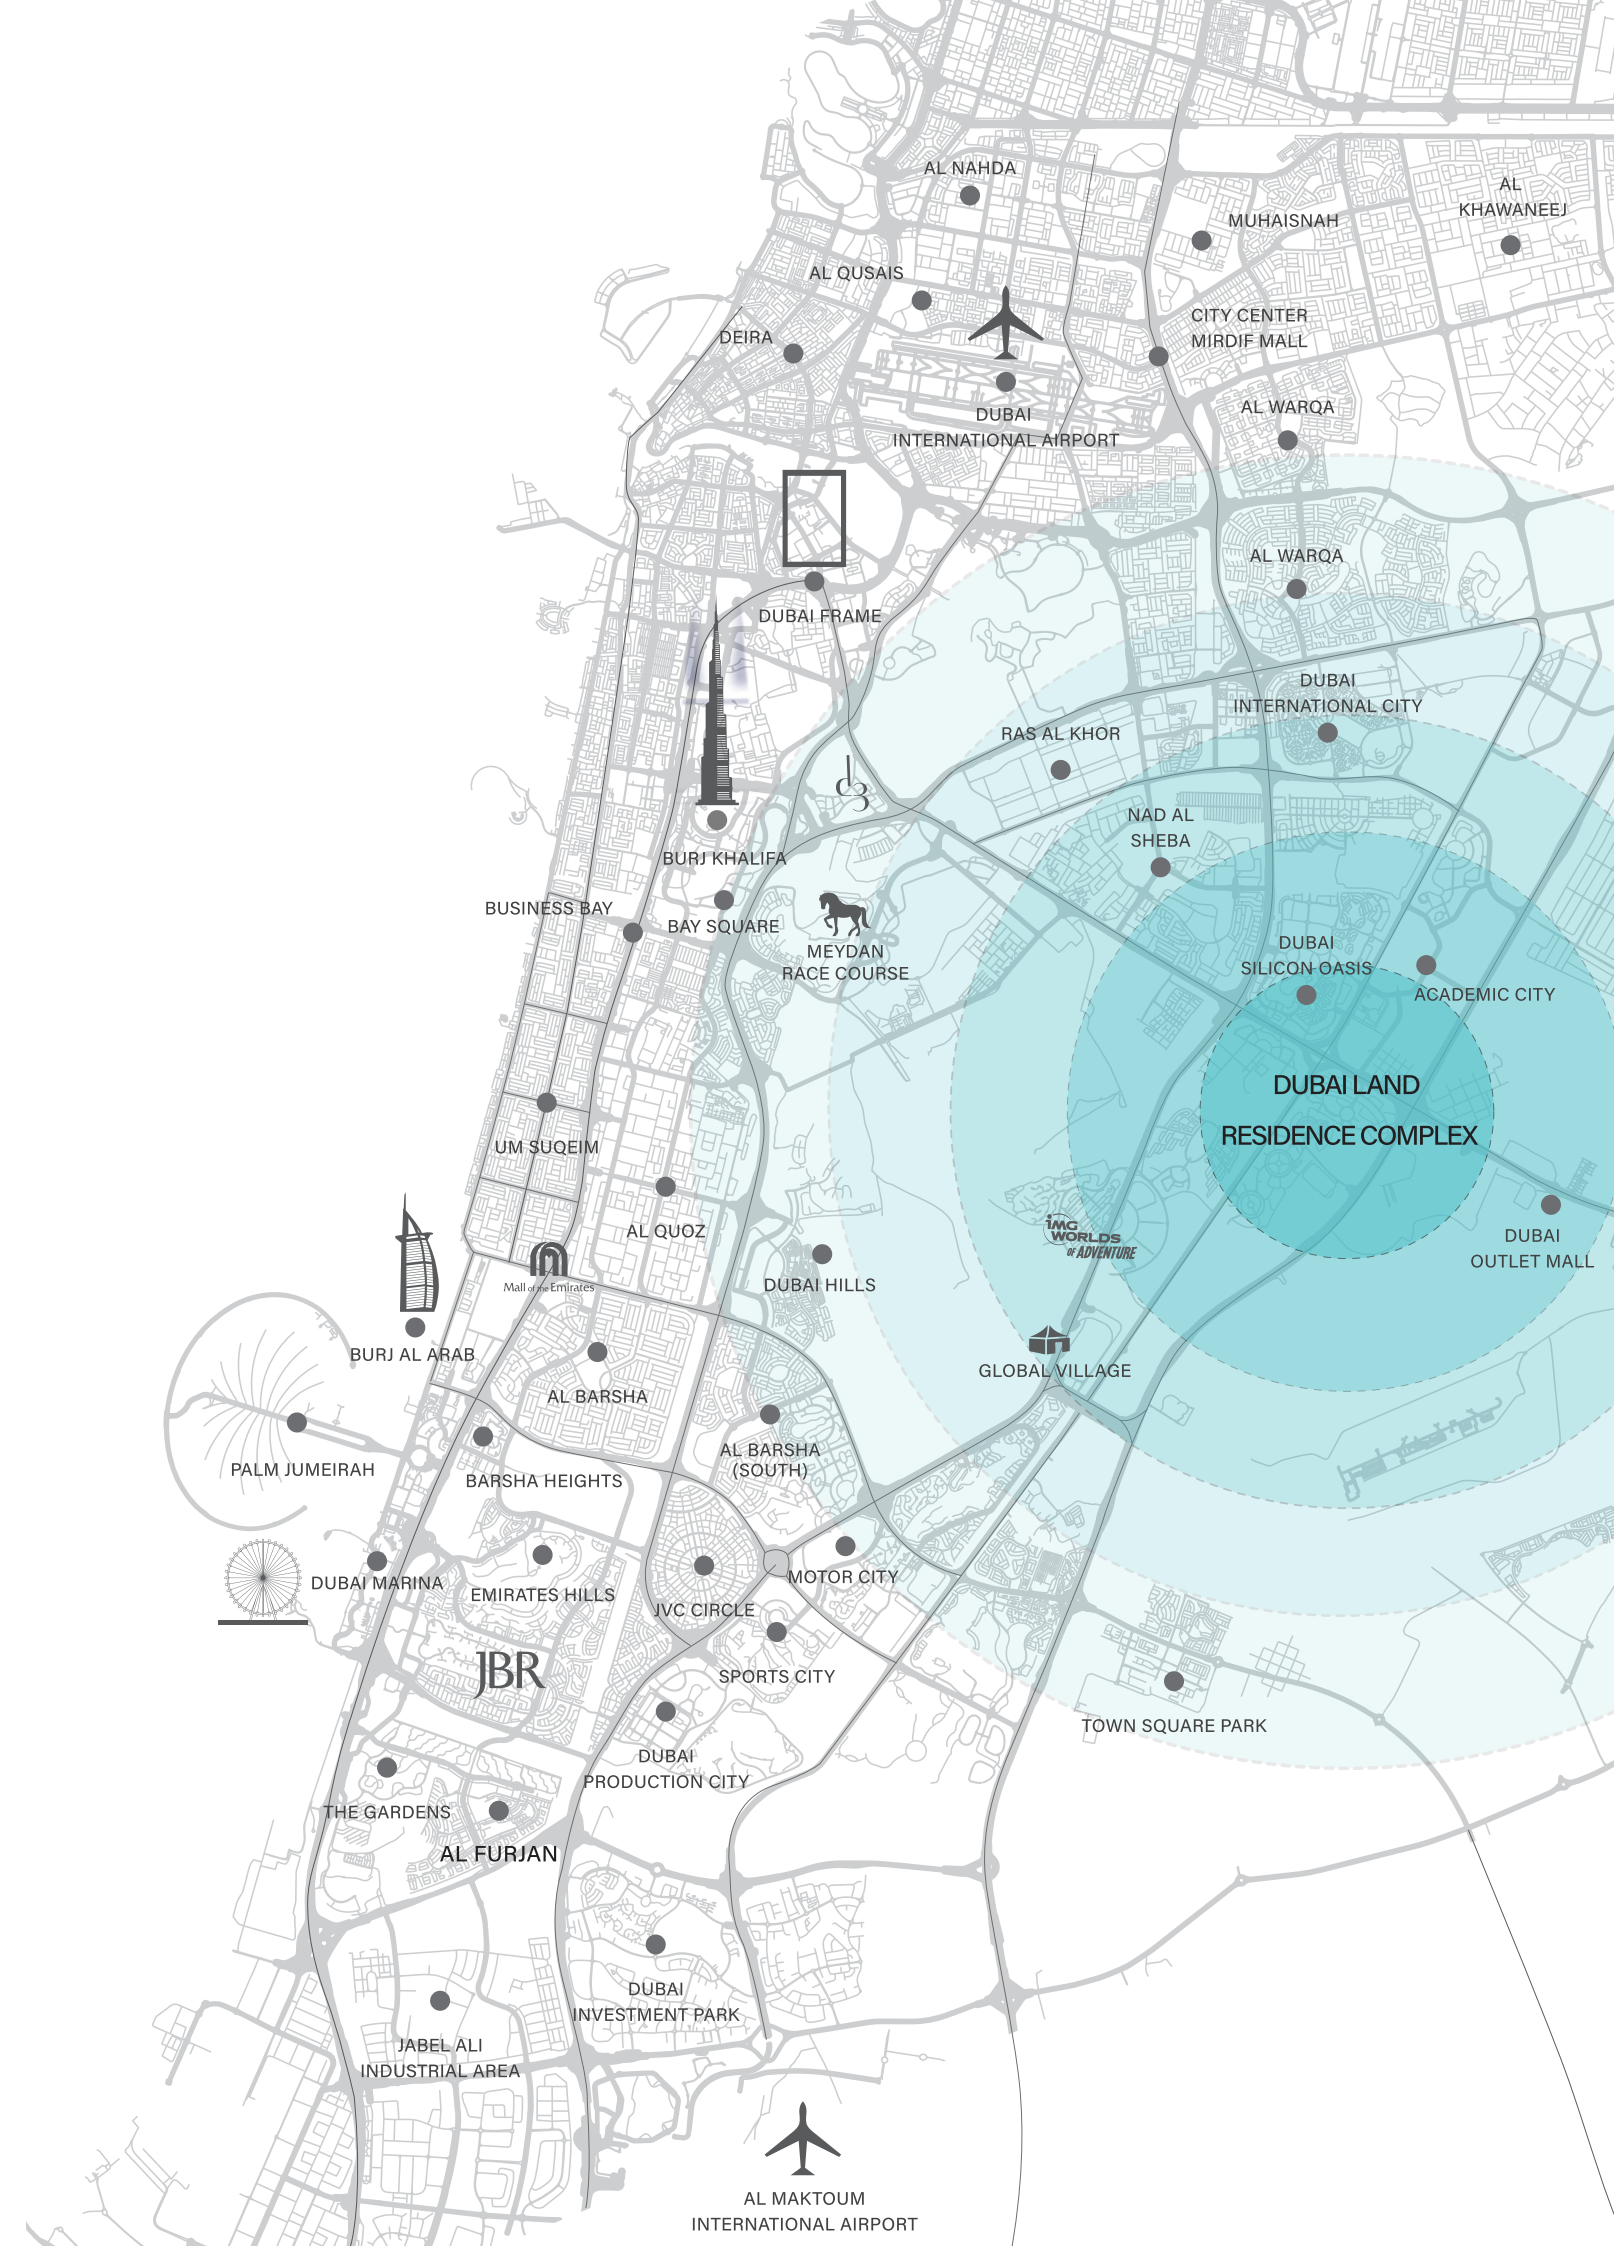 AL NAHDA
AL
KHAWANEEJ
MUHAISNAH
AL QUSAIS
CITY CENTER
MIRDIF MALL
DEIRA
AL WARQA
DUBAI
INTERNATIONAL AIRPORT
AL WARQA
DUBAI FRAME
DUBAI
INTERNATIONAL CITY
RAS AL KHOR
d3
NAD AL
SHEBA
BURJ KHALIFA
BUSINESS BAY
BAY SQUARE
MEYDAN
RACE COURSE
DUBAI
SILICON OASIS
ACADEMIC CITY
DUBAI LAND
RESIDENCE COMPLEX
UM SUQEIM
AL QUOZ
iMG
WORLDS
OF ADVENTURE
DUBAI
OUTLET MALL
Mall of the Emirates
DUBAI HILLS
BURJ AL ARAB
GLOBAL VILLAGE
AL BARSHA
AL BARSHA
(SOUTH)
PALM JUMEIRAH
BARSHA HEIGHTS
DUBAI MARINA
EMIRATES HILLS
MOTOR CITY
JVC CIRCLE
JBR
SPORTS CITY
TOWN SQUARE PARK
DUBAI
PRODUCTION CITY
THE GARDENS
AL FURJAN
DUBAI
INVESTMENT PARK
JABEL ALI
INDUSTRIAL AREA
AL MAKTOUM
INTERNATIONAL AIRPORT